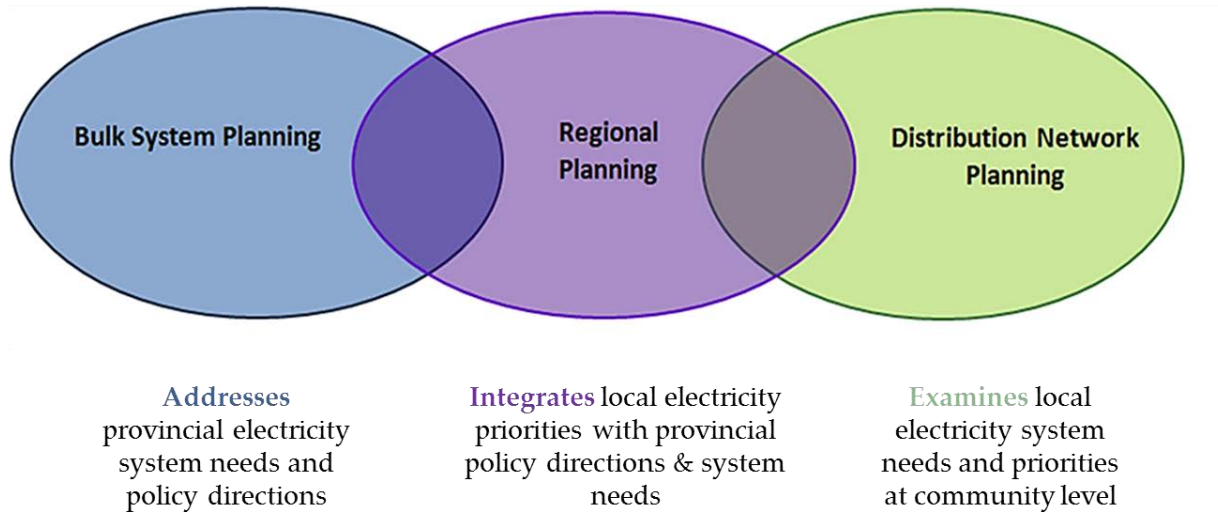 Bulk System Planning
Regional
Planning
Distribution Network
Planning
Addresses
provincial electricity
system needs and
policy directions
Integrates local electricity
priorities with provincial
policy directions & system
needs
Examines local
electricity system
needs and priorities
at community level